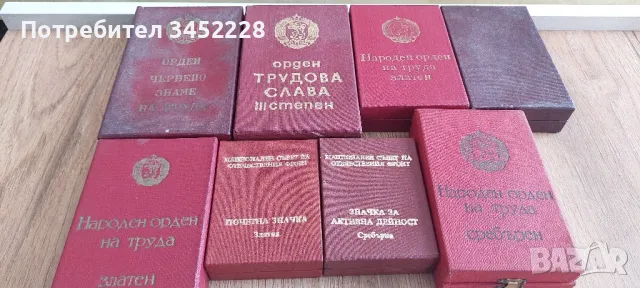 Потребител 3452228
ОРДЕН
ЧЕРВЕНО
ЗНАМЕ
НА ТРУДА
орден
ТРУДОВА
СЛАВА
III степен
Народен орден
на труда
златен
Народен орден
на труда
златен
НАЦИОНАЛЕН СЪВЕТ НА
ОТЕЧЕСТВЕНИЯ ФРОНТ
ПОЧЕТНА ЗНАЧКА
Златна
НАЦИОНАЛЕН СЪВЕТ НА
ОТЕЧЕСТВЕНИЯ ФРОНТ
ЗНАЧКА ЗА
АКТИВНА ДЕЙНОСТ
Сребърна
Народен орден
на труда
сребърен
BAZAR
bg